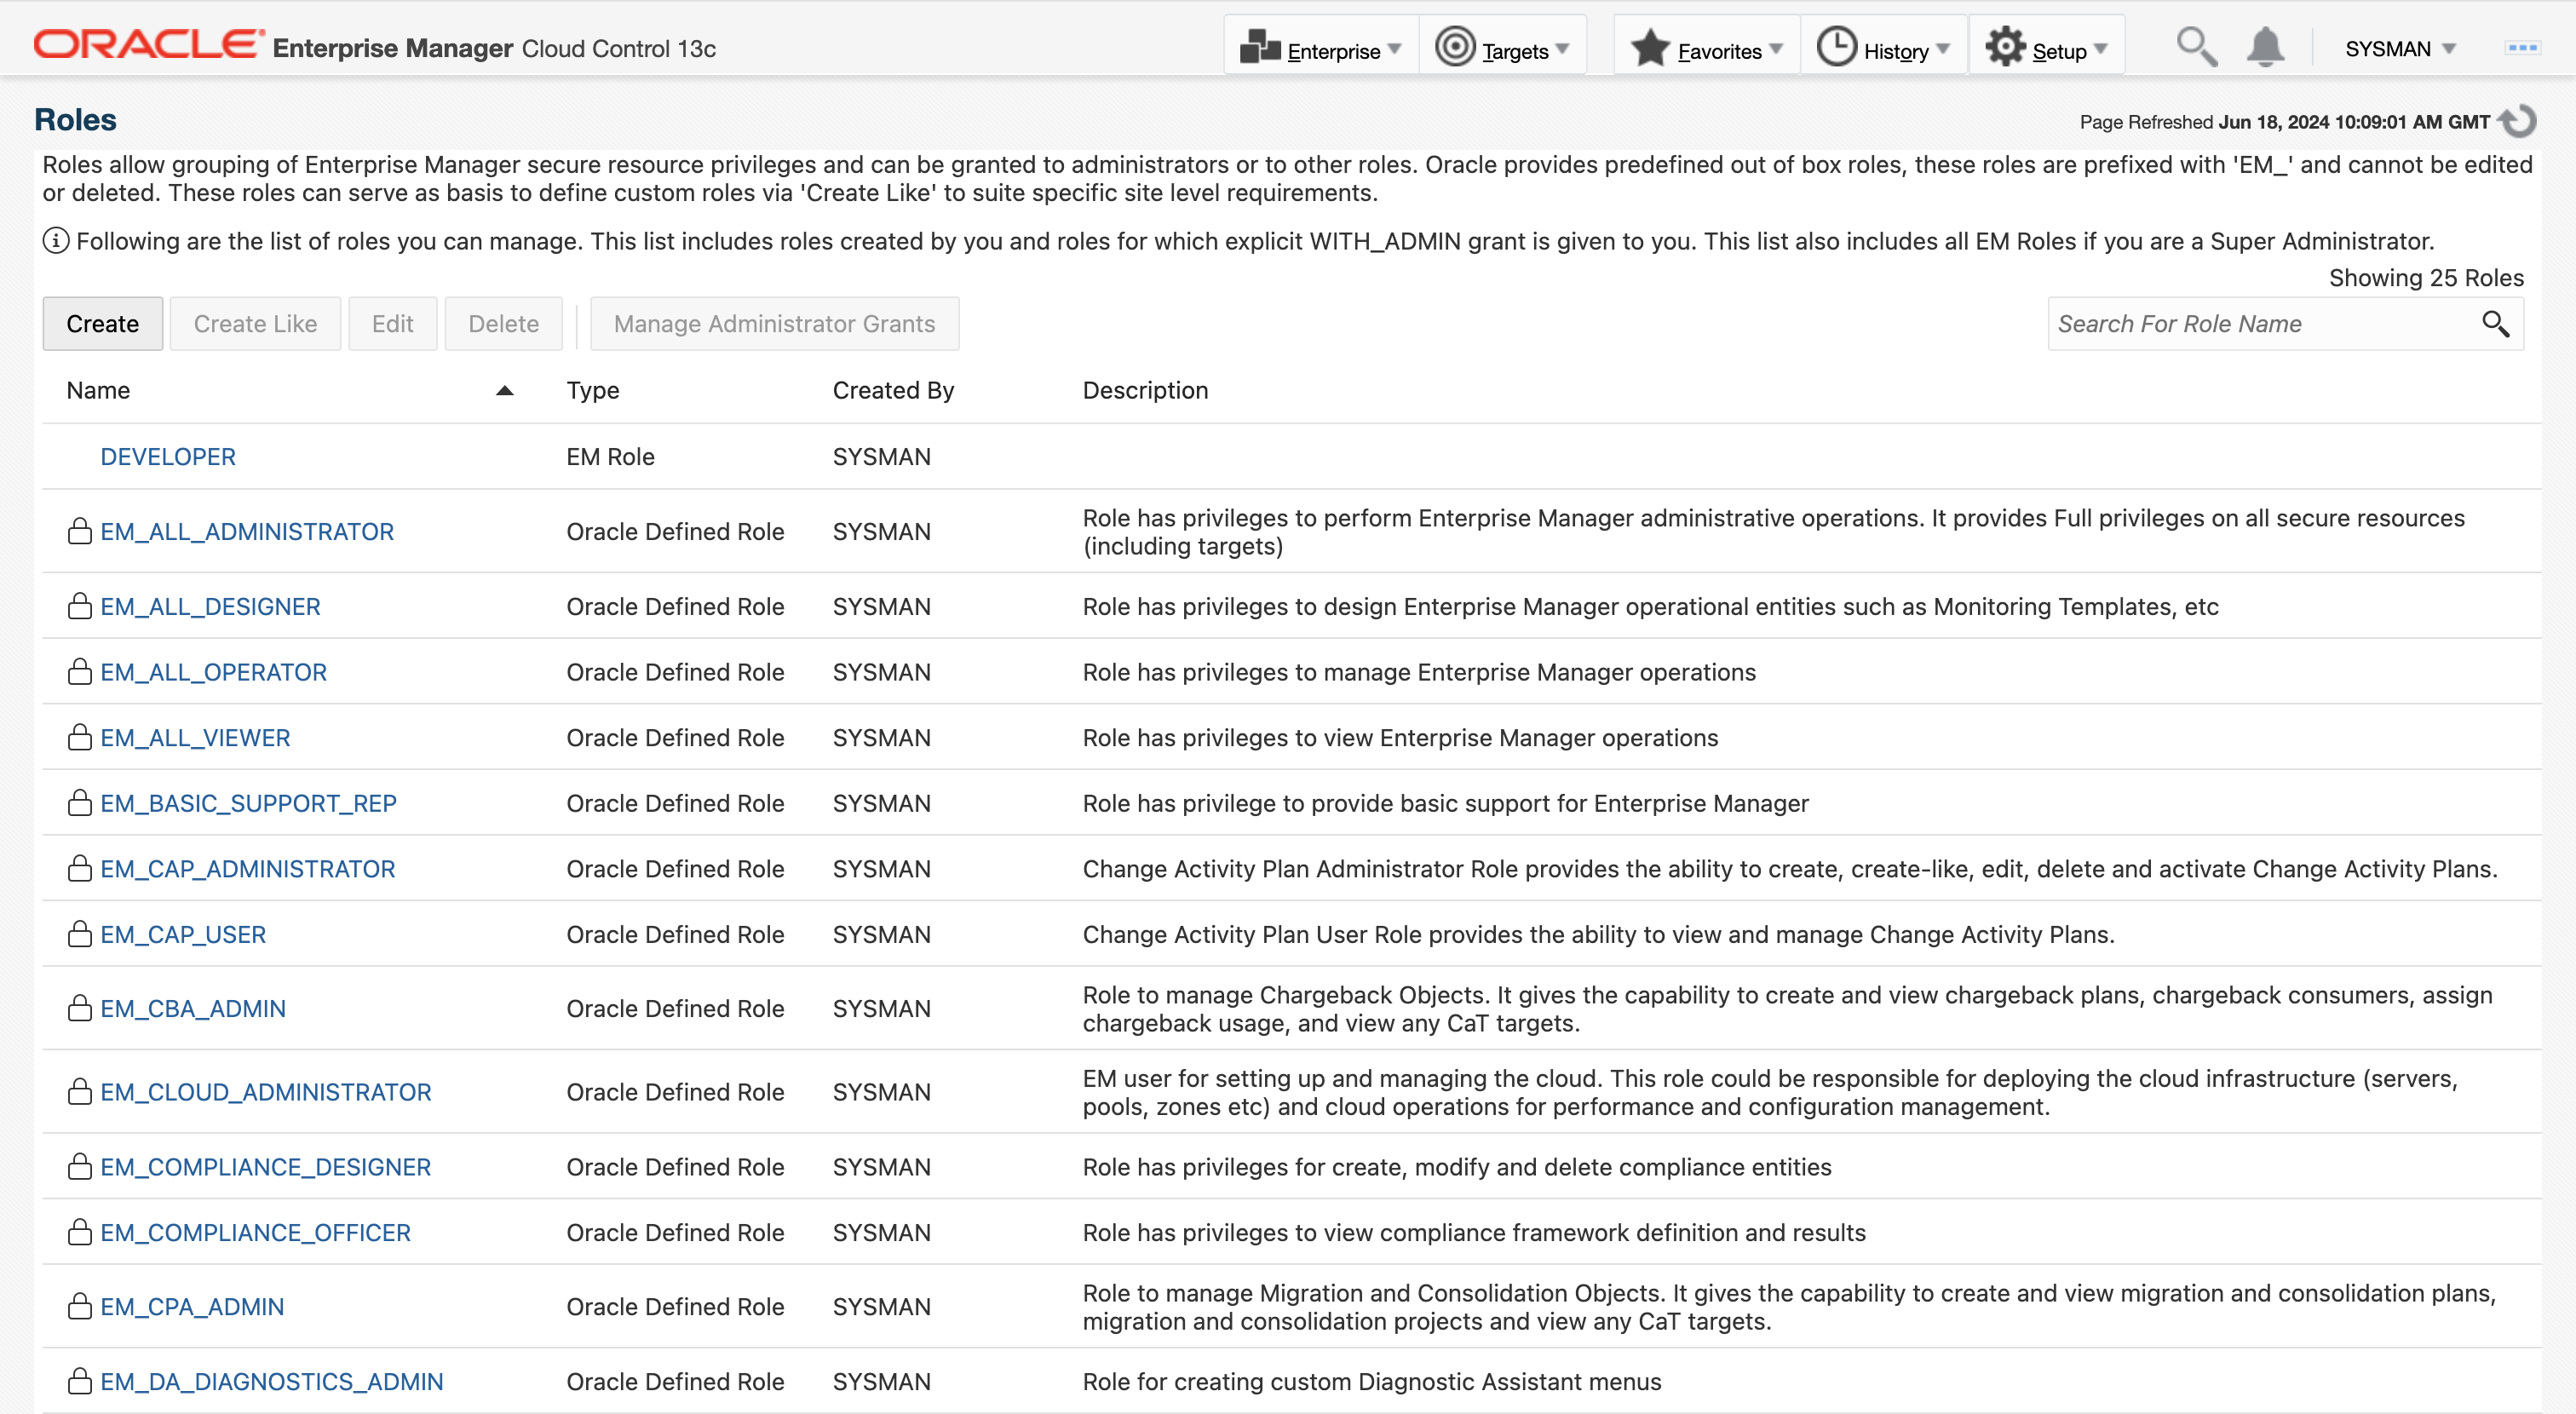 ORACLE Enterprise Manager Cloud Control 13c
Enterprise Targets Favorites History Setup SYSMAN
Roles
Page Refreshed Jun 18, 2024 10:09:01 AM GMT
Roles allow grouping of Enterprise Manager secure resource privileges and can be granted to administrators or to other roles. Oracle provides predefined out of box roles, these roles are prefixed with 'EM_' and cannot be edited
or deleted. These roles can serve as basis to define custom roles via 'Create Like' to suite specific site level requirements.
Following are the list of roles you can manage. This list includes roles created by you and roles for which explicit WITH_ADMIN grant is given to you. This list also includes all EM Roles if you are a Super Administrator.
Showing 25 Roles
Create Create Like Edit Delete Manage Administrator Grants Search For Role Name
Name Type Created By Description
DEVELOPER EM Role SYSMAN
EM_ALL_ADMINISTRATOR Oracle Defined Role SYSMAN Role has privileges to perform Enterprise Manager administrative operations. It provides Full privileges on all secure resources
(including targets)
EM_ALL_DESIGNER Oracle Defined Role SYSMAN Role has privileges to design Enterprise Manager operational entities such as Monitoring Templates, etc
EM_ALL_OPERATOR Oracle Defined Role SYSMAN Role has privileges to manage Enterprise Manager operations
EM_ALL_VIEWER Oracle Defined Role SYSMAN Role has privileges to view Enterprise Manager operations
EM_BASIC_SUPPORT_REP Oracle Defined Role SYSMAN Role has privilege to provide basic support for Enterprise Manager
EM_CAP_ADMINISTRATOR Oracle Defined Role SYSMAN Change Activity Plan Administrator Role provides the ability to create, create-like, edit, delete and activate Change Activity Plans.
EM_CAP_USER Oracle Defined Role SYSMAN Change Activity Plan User Role provides the ability to view and manage Change Activity Plans.
EM_CBA_ADMIN Oracle Defined Role SYSMAN Role to manage Chargeback Objects. It gives the capability to create and view chargeback plans, chargeback consumers, assign
chargeback usage, and view any CaT targets.
EM_CLOUD_ADMINISTRATOR Oracle Defined Role SYSMAN EM user for setting up and managing the cloud. This role could be responsible for deploying the cloud infrastructure (servers,
pools, zones etc) and cloud operations for performance and configuration management.
EM_COMPLIANCE_DESIGNER Oracle Defined Role SYSMAN Role has privileges for create, modify and delete compliance entities
EM_COMPLIANCE_OFFICER Oracle Defined Role SYSMAN Role has privileges to view compliance framework definition and results
EM_CPA_ADMIN Oracle Defined Role SYSMAN Role to manage Migration and Consolidation Objects. It gives the capability to create and view migration and consolidation plans,
migration and consolidation projects and view any CaT targets.
EM_DA_DIAGNOSTICS_ADMIN Oracle Defined Role SYSMAN Role for creating custom Diagnostic Assistant menus